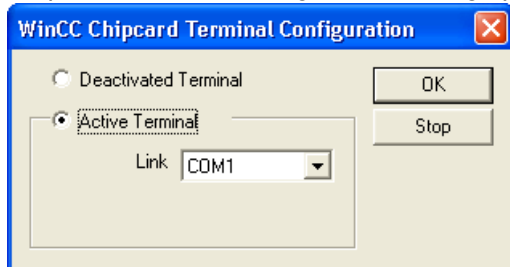 WinCC Chipcard Terminal Configuration
Deactivated Terminal
OK
Active Terminal
Stop
Link COM1